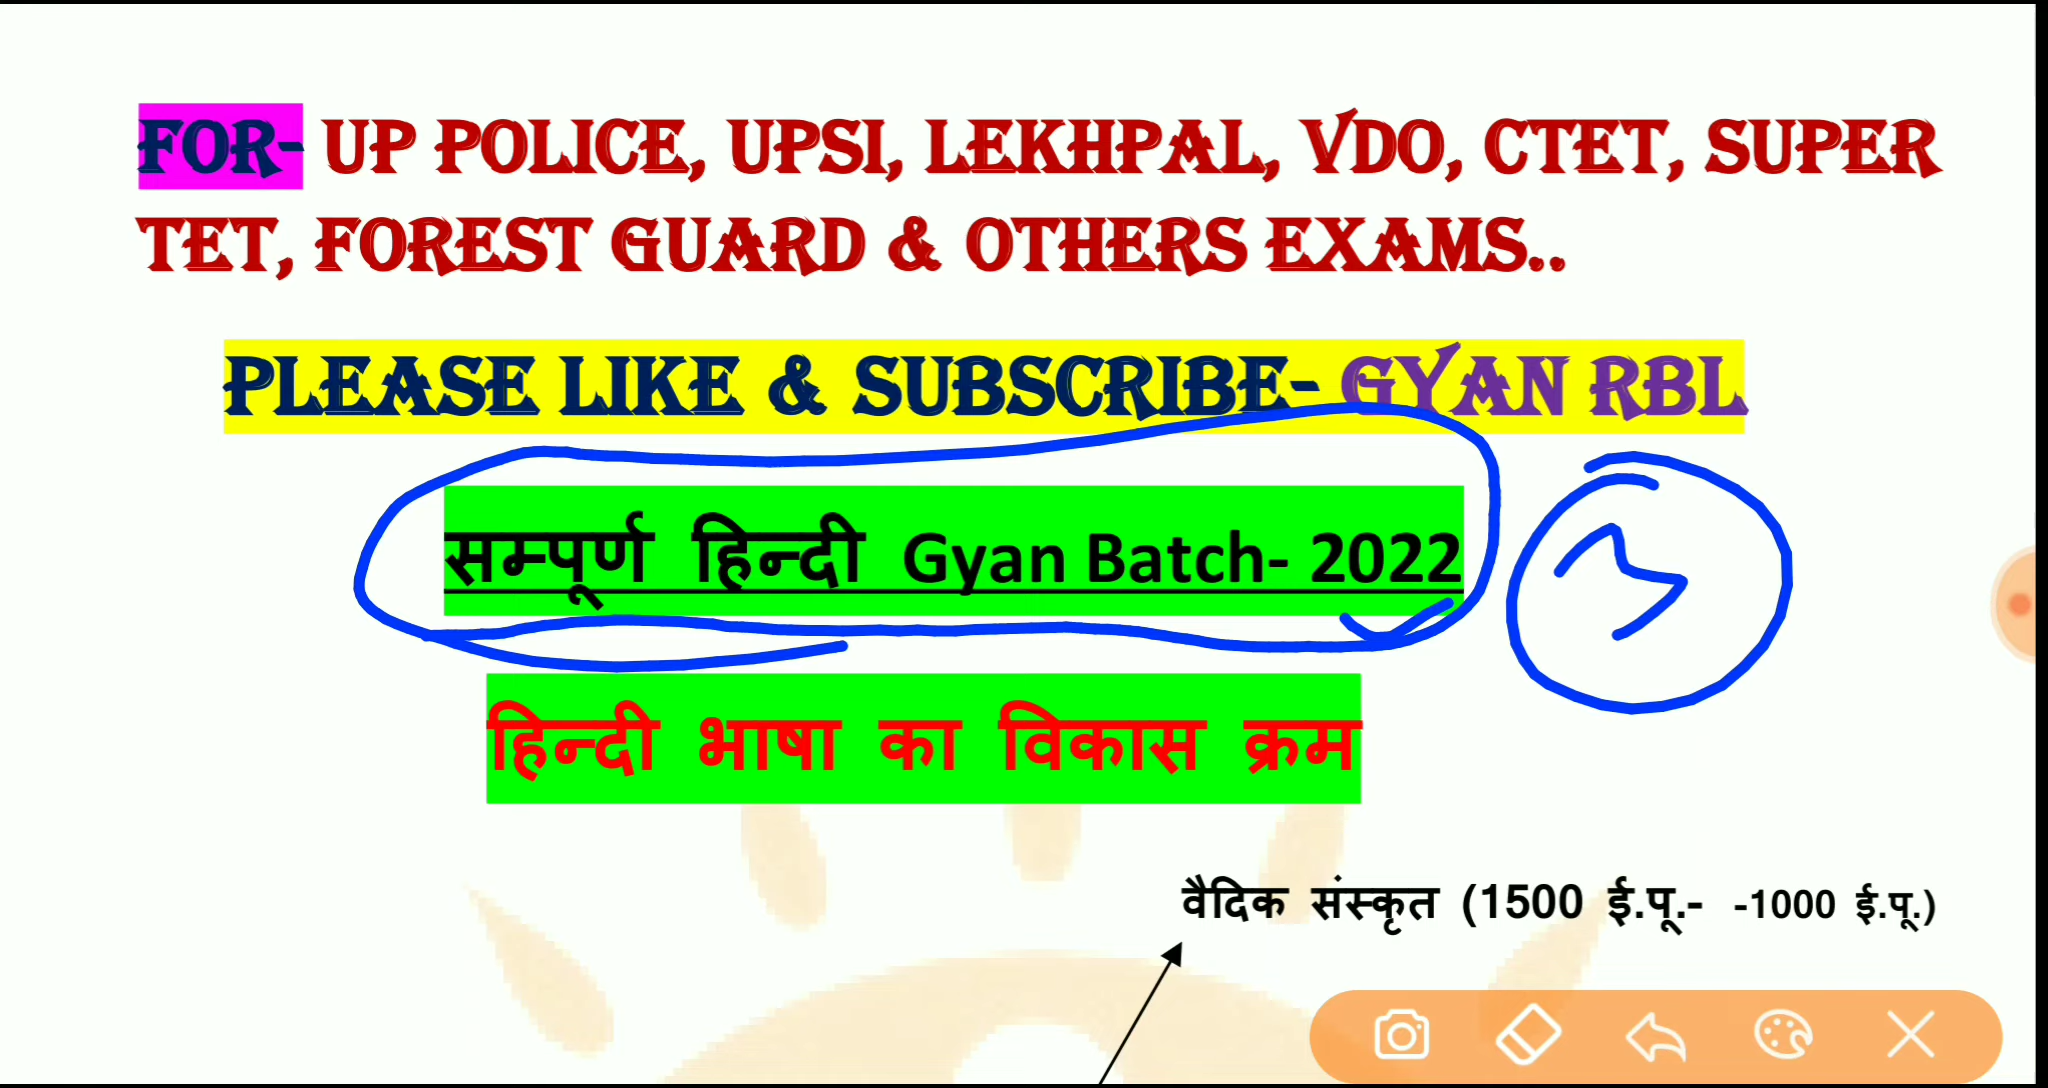 FOR- UP POLICE, UPSI, LEKHPAL, VDO, CTET, SUPER
TET, FOREST GUARD & OTHERS EXAMS..
PLEASE LIKE & SUBSCRIBE- GYAN RBL
सम्पूर्ण हिन्दी Gyan Batch- 2022
हिन्दी भाषा का विकास क्रम
वैदिक संस्कृत (1500 ई.पू.- -1000 ई.पू.)